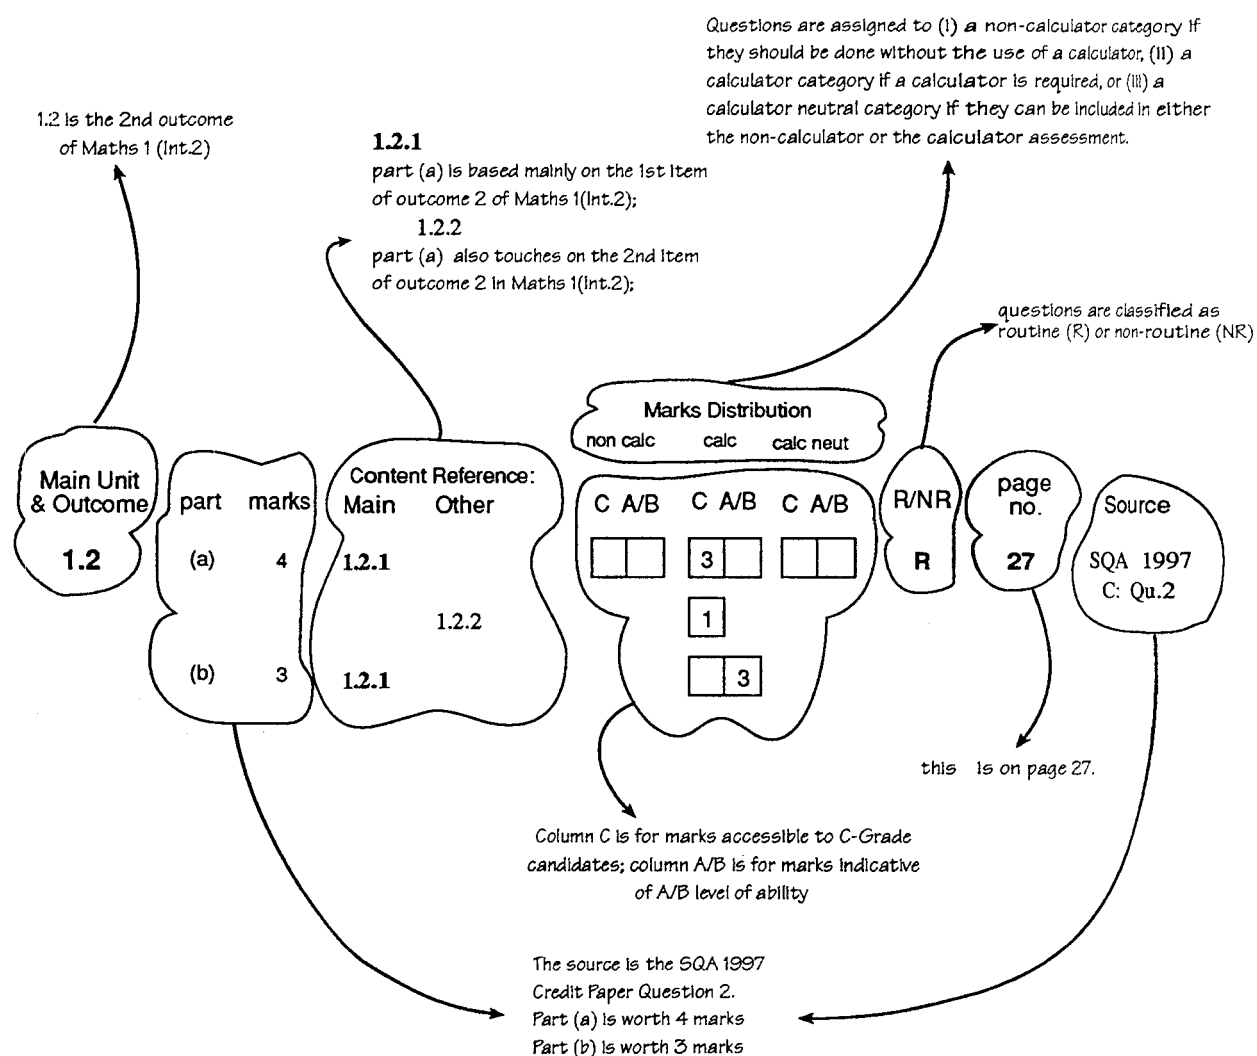 Questions are assigned to (i) a non-calculator category if
they should be done without the use of a calculator, (ii) a
calculator category if a calculator is required, or (iii) a
calculator neutral category if they can be included in either
the non-calculator or the calculator assessment.
1.2 is the 2nd outcome
of Maths 1 (Int.2)
1.2.1
part (a) is based mainly on the 1st item
of outcome 2 of Maths 1(Int.2);
1.2.2
part (a) also touches on the 2nd item
of outcome 2 in Maths 1(Int.2);
questions are classified as
routine (R) or non-routine (NR)
Marks Distribution
non calc calc calc neut
Main Unit
& Outcome
1.2
part marks
(a) 4
(b) 3
Content Reference:
Main Other
1.2.1
1.2.2
1.2.1
C A/B C A/B C A/B
3
1
3
R/NR
R
page
no.
27
Source
SQA 1997
C: Qu.2
this is on page 27.
Column C is for marks accessible to C-Grade
candidates; column A/B is for marks indicative
of A/B level of ability
The source is the SQA 1997
Credit Paper Question 2.
Part (a) is worth 4 marks
Part (b) is worth 3 marks